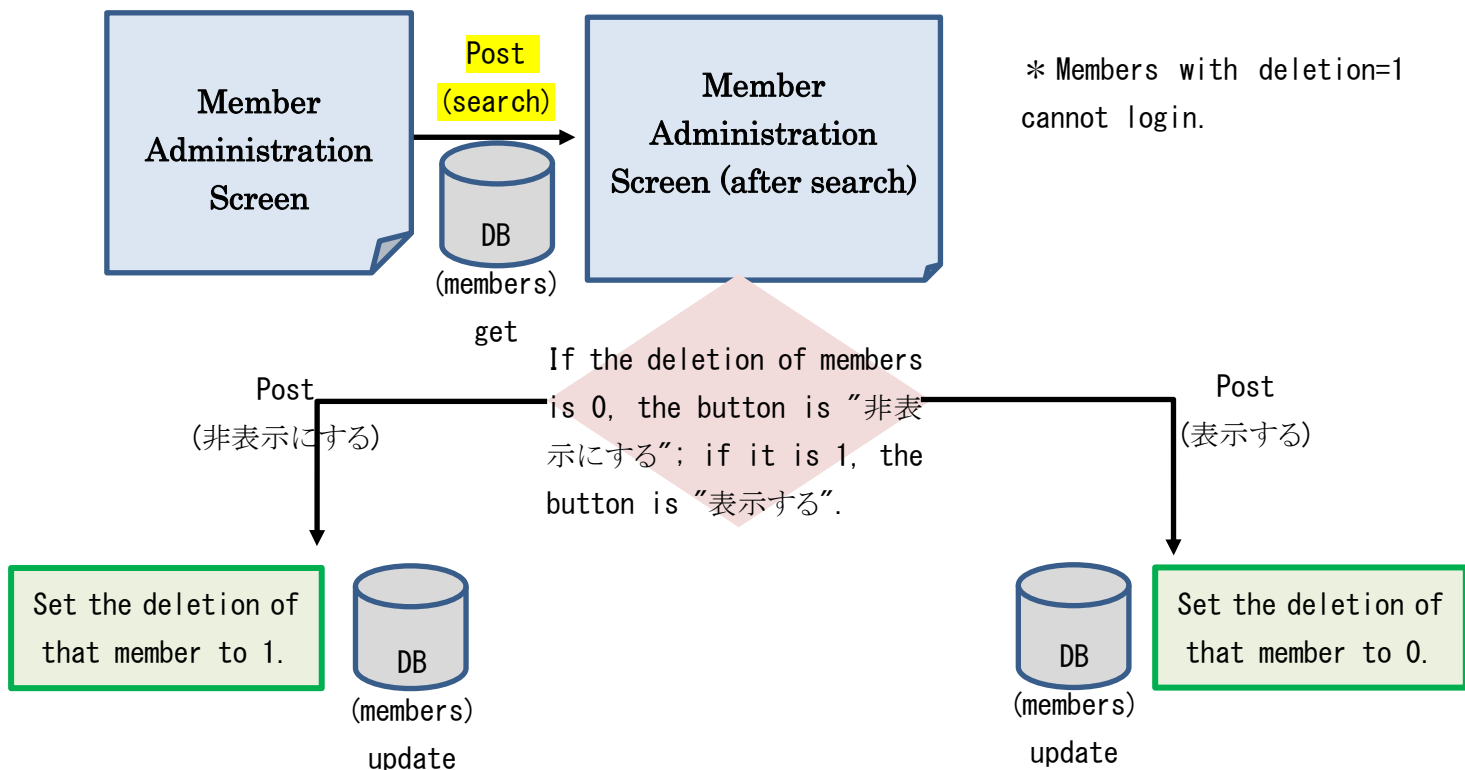 Member
Administration
Screen
Post
(search)
DB
(members)
get
Member
Administration
Screen (after search)
＊Members with deletion=1
cannot login.
If the deletion of members
is 0, the button is "非表
示にする"; if it is 1, the
button is "表示する".
Post
(非表示にする)
Post
(表示する)
Set the deletion of
that member to 1.
DB
(members)
update
DB
(members)
update
Set the deletion of
that member to 0.